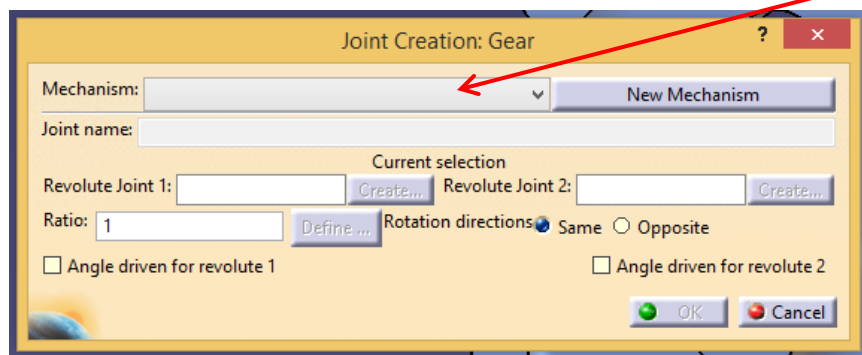 Joint Creation: Gear ? ×
Mechanism: New Mechanism
Joint name:
Current selection
Revolute Joint 1: Create... Revolute Joint 2: Create...
Ratio: 1 Define ... Rotation directions Same Opposite
Angle driven for revolute 1 Angle driven for revolute 2
OK Cancel